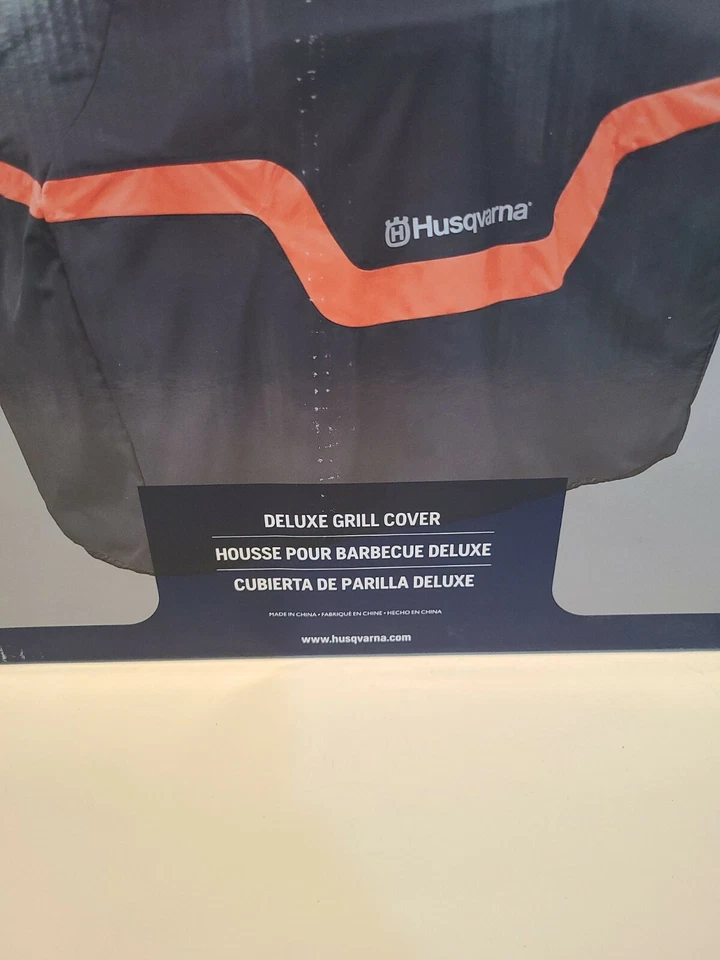 Husqvarna®
DELUXE GRILL COVER
HOUSSE POUR BARBECUE DELUXE
CUBIERTA DE PARILLA DELUXE
MADE IN CHINA • FABRIQUÉ EN CHINE • HECHO EN CHINA
www.husqvarna.com